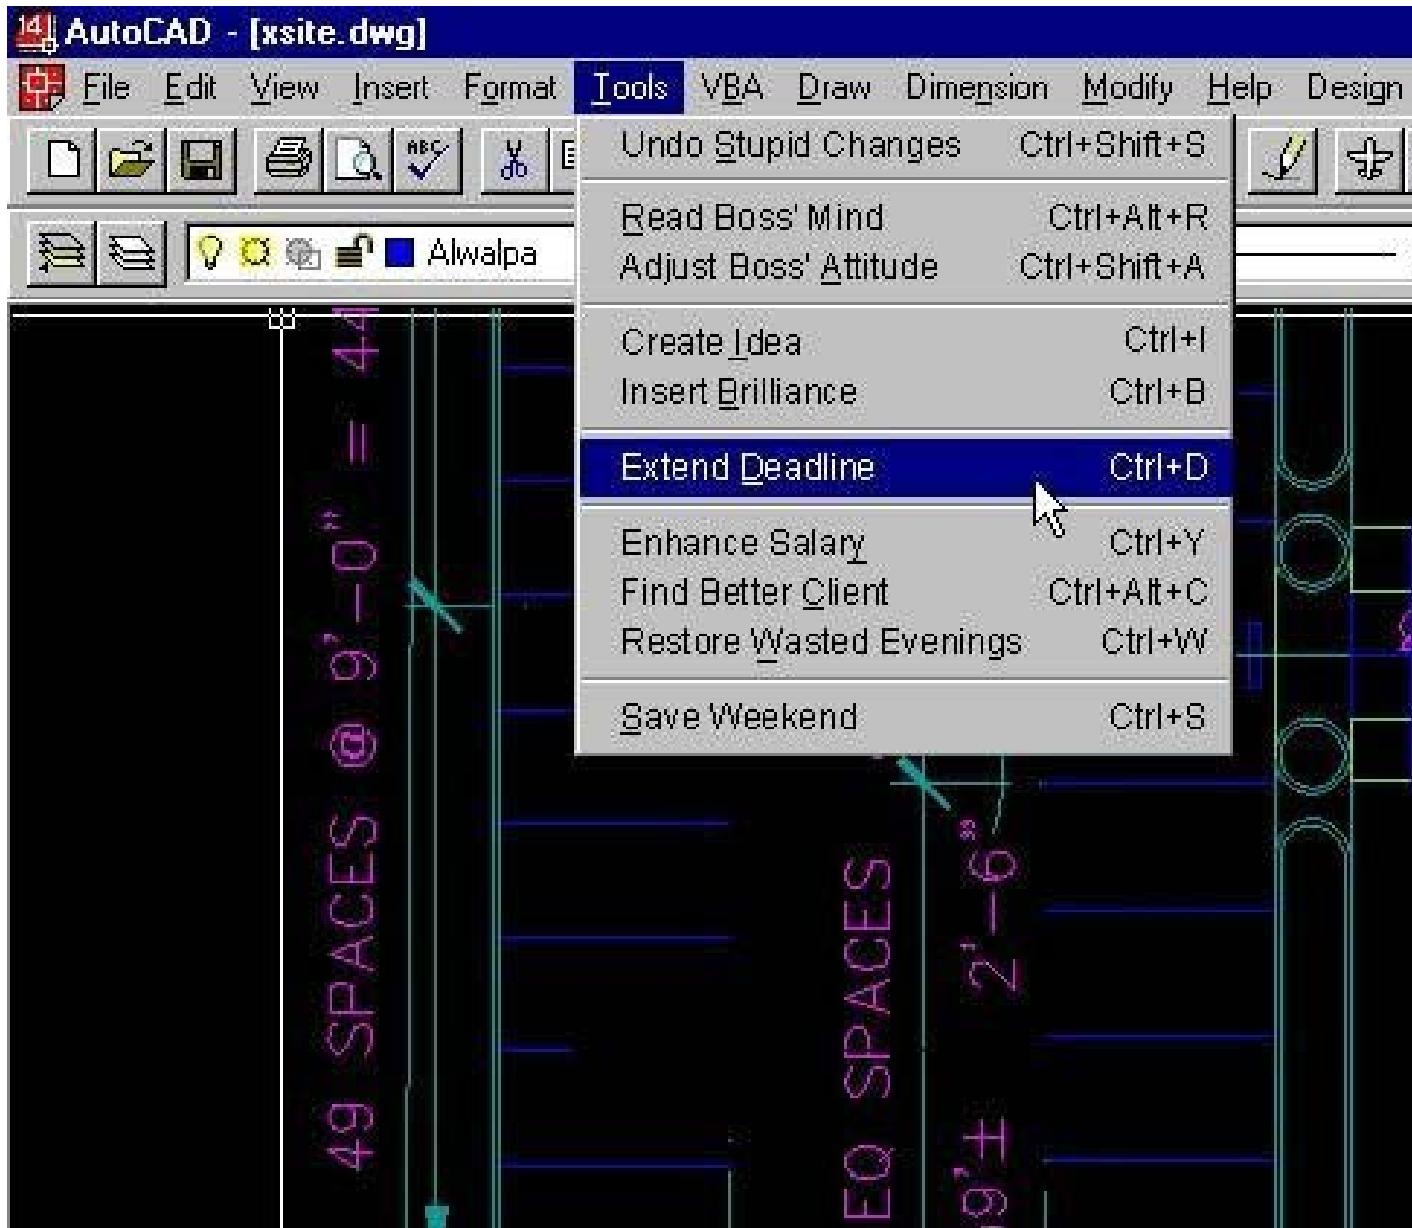 14 AutoCAD - [xsite.dwg]
File Edit View Insert Format Tools VBA Draw Dimension Modify Help Design
ABC
Undo Stupid Changes Ctrl+Shift+S
Read Boss' Mind Ctrl+Alt+R
Adjust Boss' Attitude Ctrl+Shift+A
Alwalpa
Create Idea Ctrl+I
Insert Brilliance Ctrl+B
Extend Deadline Ctrl+D
Enhance Salary Ctrl+Y
Find Better Client Ctrl+Alt+C
Restore Wasted Evenings Ctrl+W
Save Weekend Ctrl+S
49 SPACES @ 9'-0" = 44
EQ SPACES
9'± 2'-6"